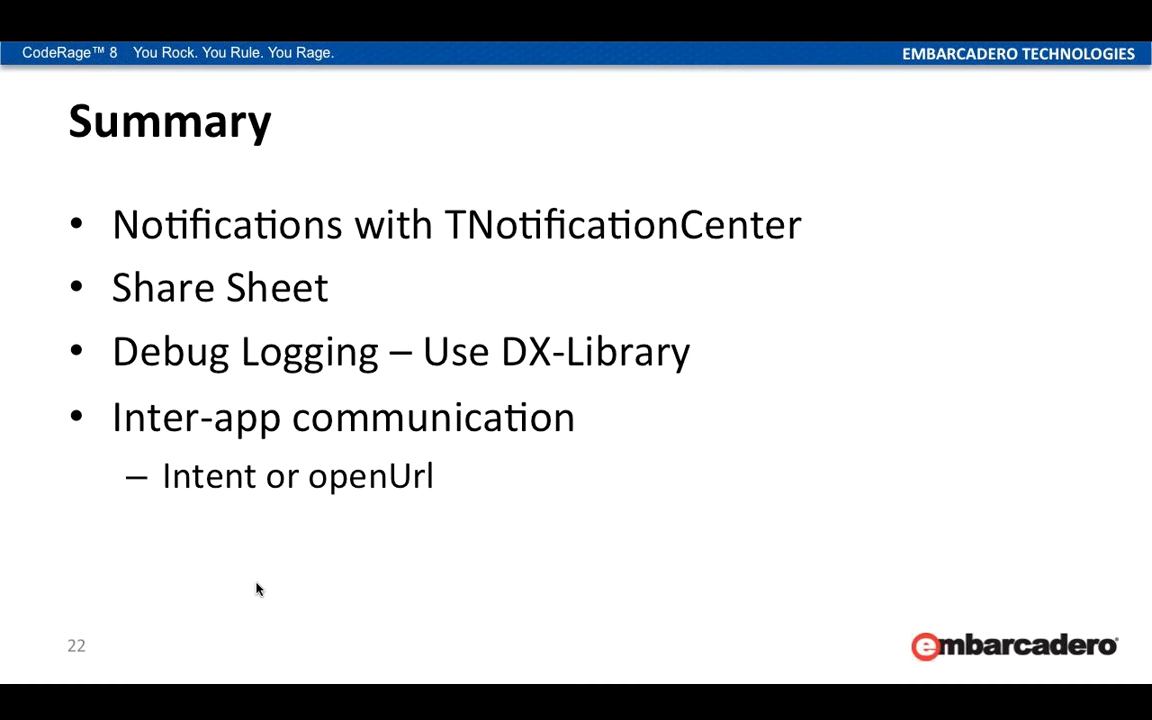 CodeRage™ 8 You Rock. You Rule. You Rage.
EMBARCADERO TECHNOLOGIES
Summary
• Notifications with TNotificationCenter
• Share Sheet
• Debug Logging – Use DX-Library
• Inter-app communication
– Intent or openUrl
22
embarcadero®